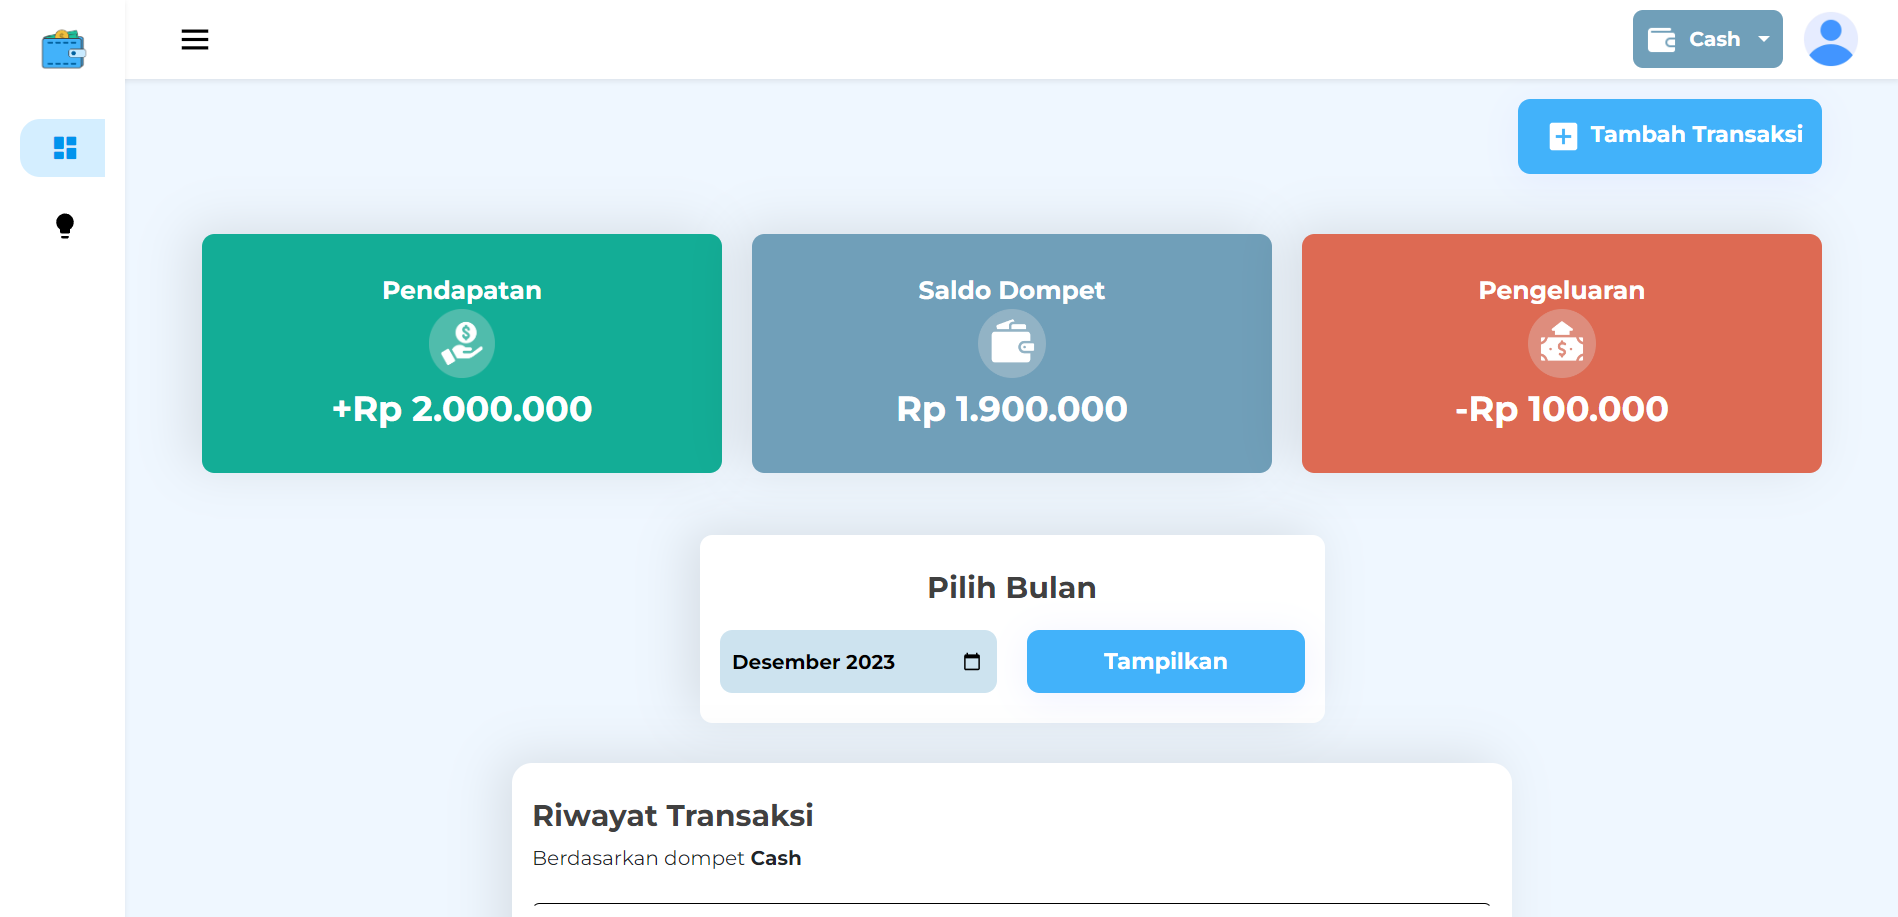 Cash
Tambah Transaksi
Pendapatan
+Rp 2.000.000
Saldo Dompet
Rp 1.900.000
Pengeluaran
-Rp 100.000
Pilih Bulan
Desember 2023
Tampilkan
Riwayat Transaksi
Berdasarkan dompet Cash